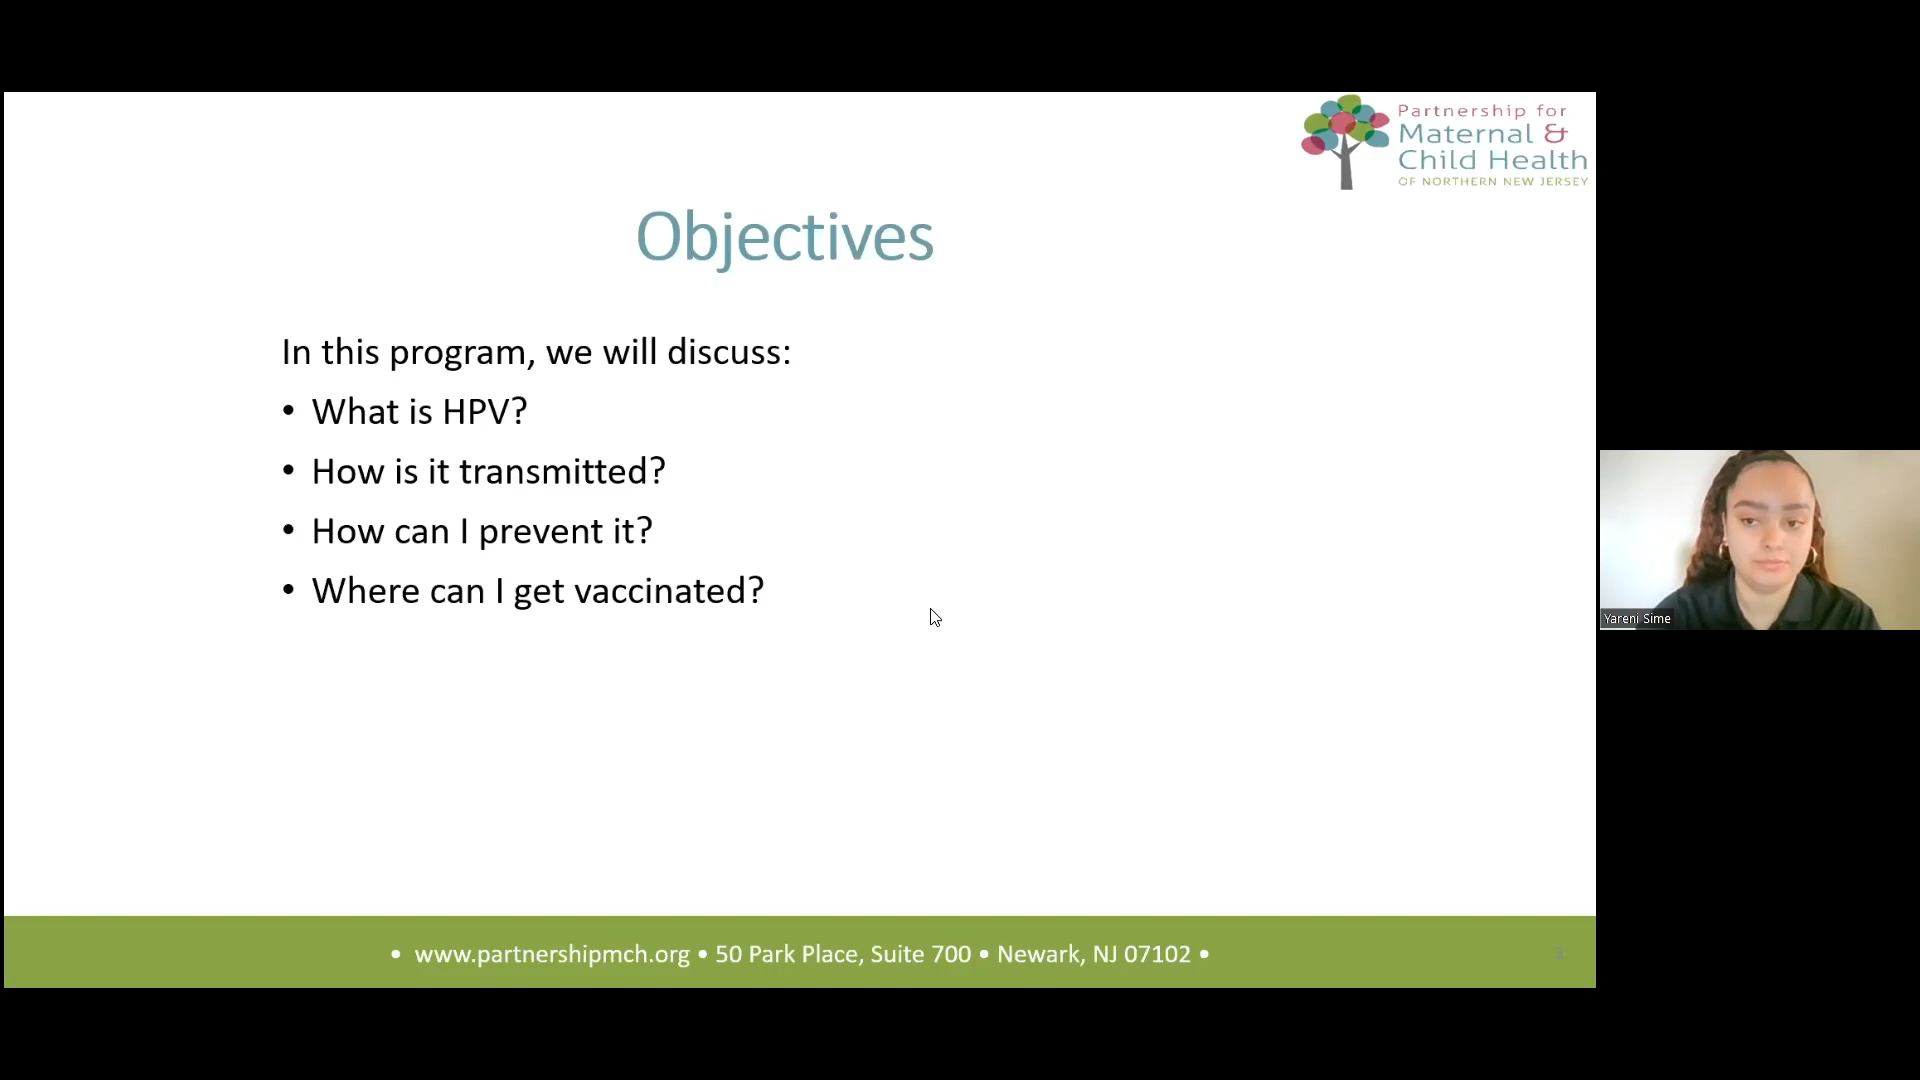 Partnership for
Maternal &
Child Health
OF NORTHERN NEW JERSEY
Objectives
In this program, we will discuss:
• What is HPV?
• How is it transmitted?
• How can I prevent it?
• Where can I get vaccinated?
Yareni Sime
• www.partnershipmch.org • 50 Park Place, Suite 700 • Newark, NJ 07102 •